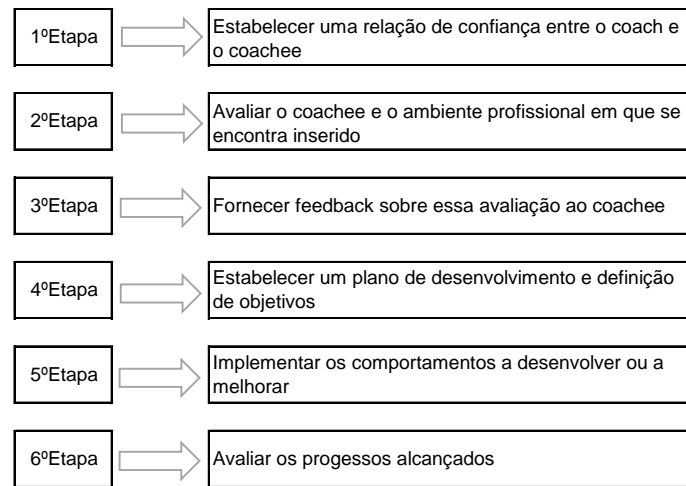 1ºEtapa
Estabelecer uma relação de confiança entre o coach e
o coachee
2ºEtapa
Avaliar o coachee e o ambiente profissional em que se
encontra inserido
3ºEtapa
Fornecer feedback sobre essa avaliação ao coachee
4ºEtapa
Estabelecer um plano de desenvolvimento e definição
de objetivos
5ºEtapa
Implementar os comportamentos a desenvolver ou a
melhorar
6ºEtapa
Avaliar os progessos alcançados